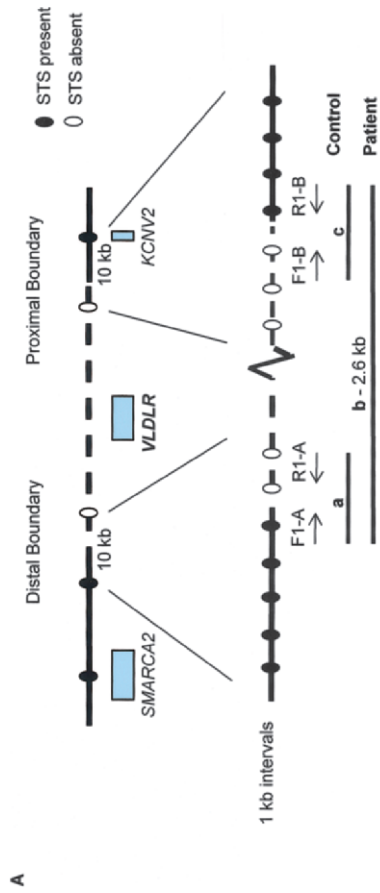 A
STS present
STS absent
Distal Boundary
Proximal Boundary
10 kb
10 kb
SMARCA2
VLDLR
KCNV2
1 kb intervals
F1-A
R1-A
F1-B
R1-B
a
c
Control
b - 2.6 kb
Patient